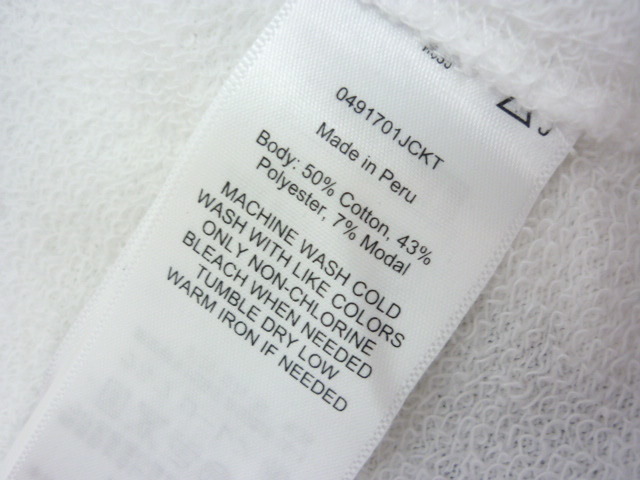 0491701JCKT
Made in Peru
Body: 50% Cotton, 43%
Polyester, 7% Modal
MACHINE WASH COLD
WASH WITH LIKE COLORS
ONLY NON-CHLORINE
BLEACH WHEN NEEDED
TUMBLE DRY LOW
WARM IRON IF NEEDED